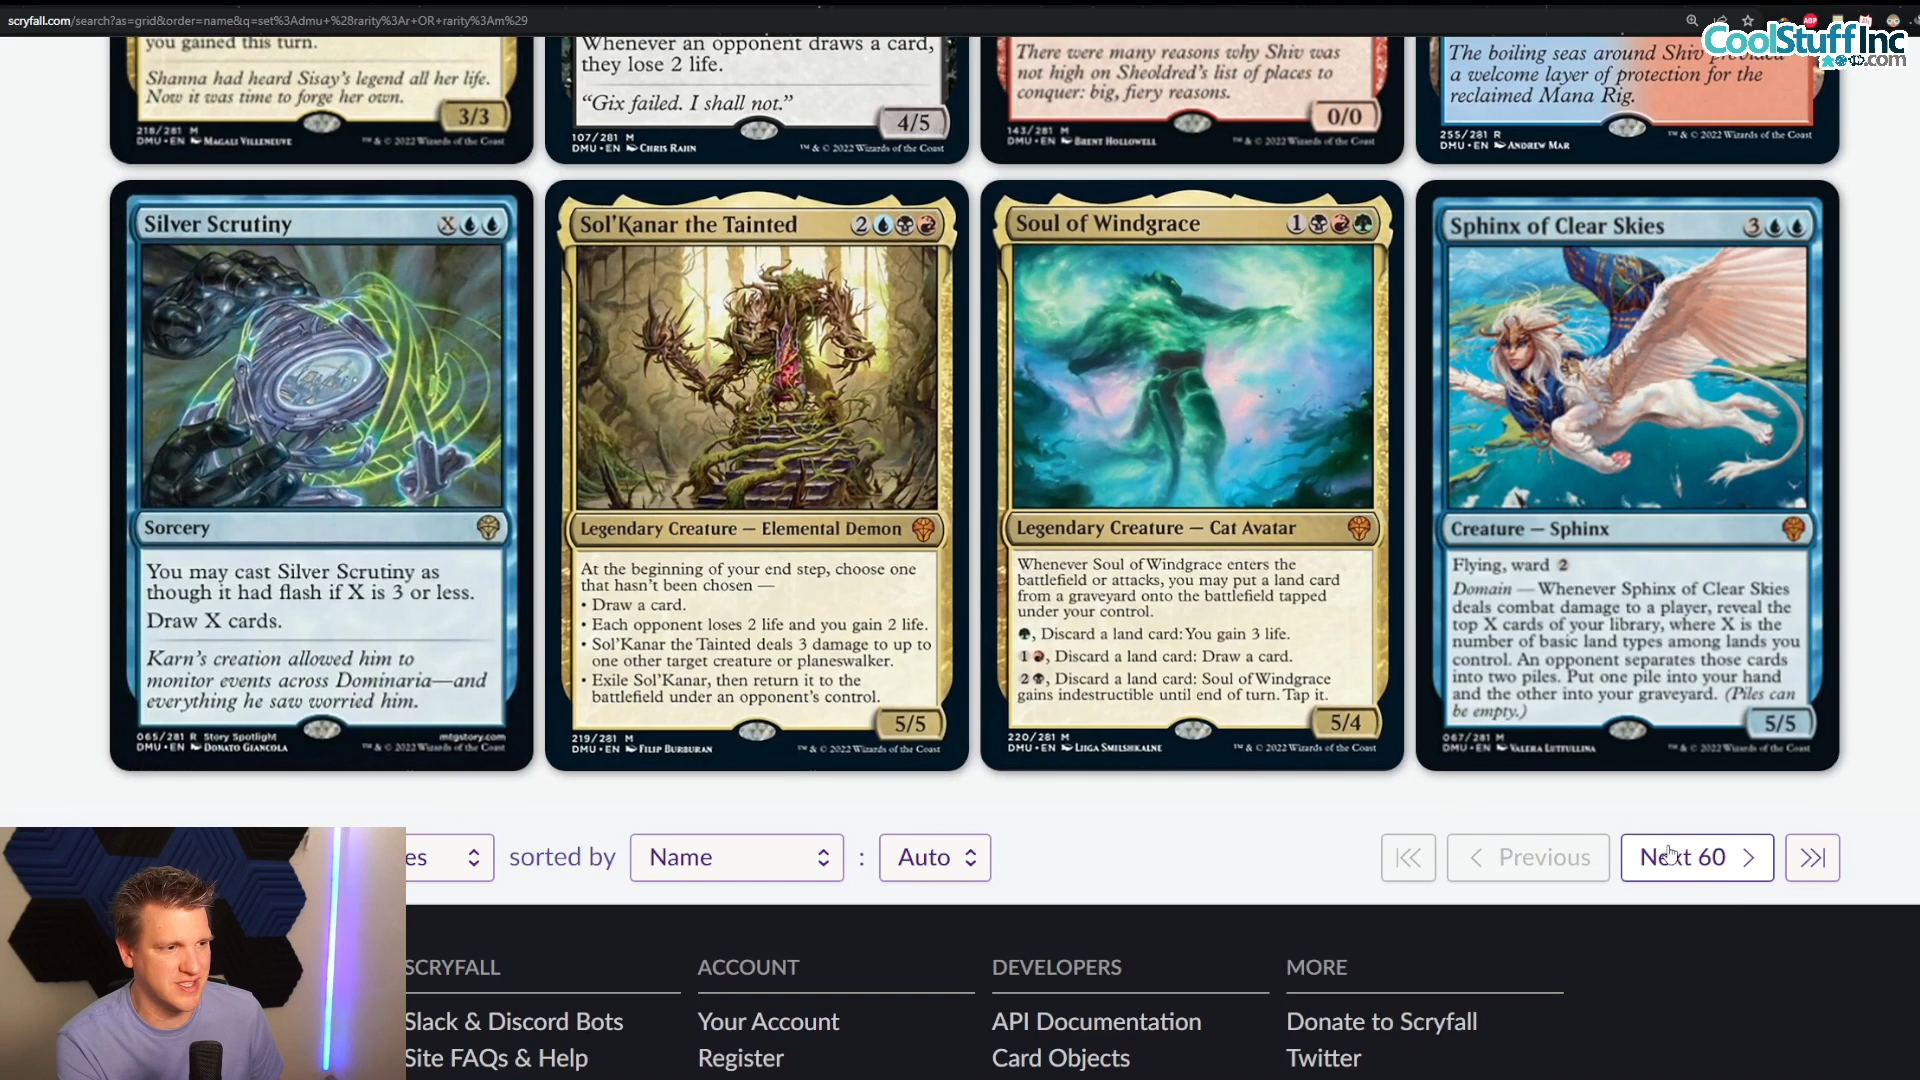 scryfall.com/search?as=grid&order=name&q=set%3Admu+%28rarity%3Ar+OR+rarity%3Am%29
CoolStuffInc
.com
you gained this turn.
Shanna had heard Sisay's legend all her life.
Now it was time to forge her own.
3/3
218/281 M
DMU • EN Magali Villeneuve
™ & © 2022 Wizards of the Coast
Whenever an opponent draws a card,
they lose 2 life.
“Gix failed. I shall not.”
4/5
107/281 M
DMU • EN Chris Rahn
™ & © 2022 Wizards of the Coast
There were many reasons why Shiv was
not high on Sheoldred's list of places to
conquer: big, fiery reasons.
0/0
143/281 M
DMU • EN Brent Hollowell
™ & © 2022 Wizards of the Coast
The boiling seas around Shiv provided
a welcome layer of protection for the
reclaimed Mana Rig.
255/281 R
DMU • EN Andrew Mar
™ & © 2022 Wizards of the Coast
Silver Scrutiny X
Sorcery
You may cast Silver Scrutiny as
though it had flash if X is 3 or less.
Draw X cards.
Karn's creation allowed him to
monitor events across Dominaria—and
everything he saw worried him.
065/281 R Story Spotlight
mtgstory.com
DMU • EN Donato Giancola
™ & © 2022 Wizards of the Coast
Sol'Kanar the Tainted 2
Legendary Creature — Elemental Demon
At the beginning of your end step, choose one
that hasn't been chosen —
• Draw a card.
• Each opponent loses 2 life and you gain 2 life.
• Sol'Kanar the Tainted deals 3 damage to up to
one other target creature or planeswalker.
• Exile Sol'Kanar, then return it to the
battlefield under an opponent's control.
5/5
219/281 M
DMU • EN Filip Burburan
™ & © 2022 Wizards of the Coast
Soul of Windgrace 1
Legendary Creature — Cat Avatar
Whenever Soul of Windgrace enters the
battlefield or attacks, you may put a land card
from a graveyard onto the battlefield tapped
under your control.
, Discard a land card: You gain 3 life.
1 , Discard a land card: Draw a card.
2 , Discard a land card: Soul of Windgrace
gains indestructible until end of turn. Tap it.
5/4
220/281 M
DMU • EN Liiga Smilshkalne
™ & © 2022 Wizards of the Coast
Sphinx of Clear Skies 3
Creature — Sphinx
Flying, ward 2
Domain — Whenever Sphinx of Clear Skies
deals combat damage to a player, reveal the
top X cards of your library, where X is the
number of basic land types among lands you
control. An opponent separates those cards
into two piles. Put one pile into your hand
and the other into your graveyard. (Piles can
be empty.)
5/5
067/281 M
DMU • EN Valera Lutfullina
™ & © 2022 Wizards of the Coast
es sorted by Name : Auto
Previous Next 60
SCRYFALL
Slack & Discord Bots
Site FAQs & Help
ACCOUNT
Your Account
Register
DEVELOPERS
API Documentation
Card Objects
MORE
Donate to Scryfall
Twitter